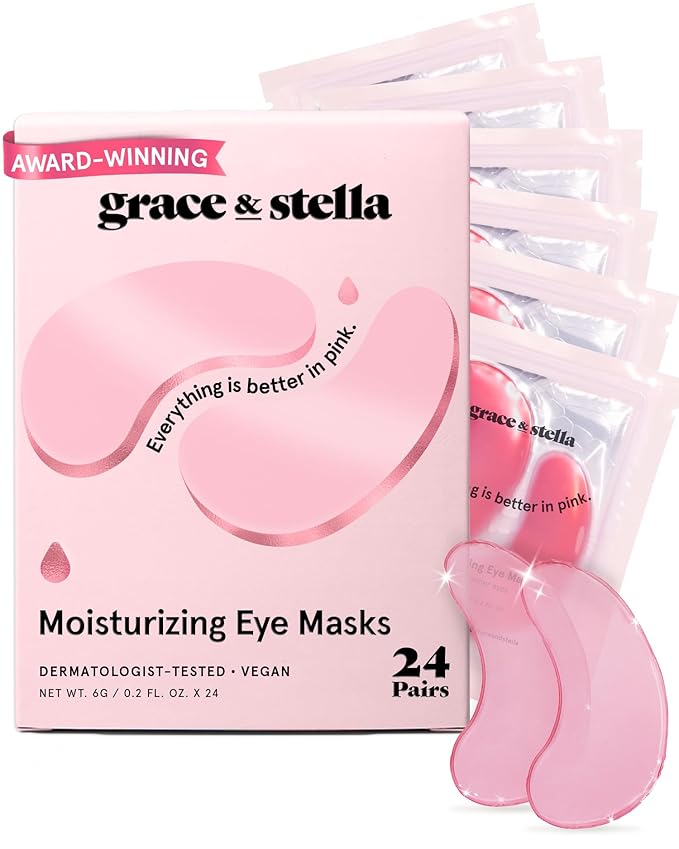 AWARD-WINNING
grace & stella
Everything is better in pink.
Moisturizing Eye Masks
DERMATOLOGIST-TESTED • VEGAN
NET WT. 6G / 0.2 FL. OZ. X 24
24
Pairs
grace & stella
is better in pink.
Eye